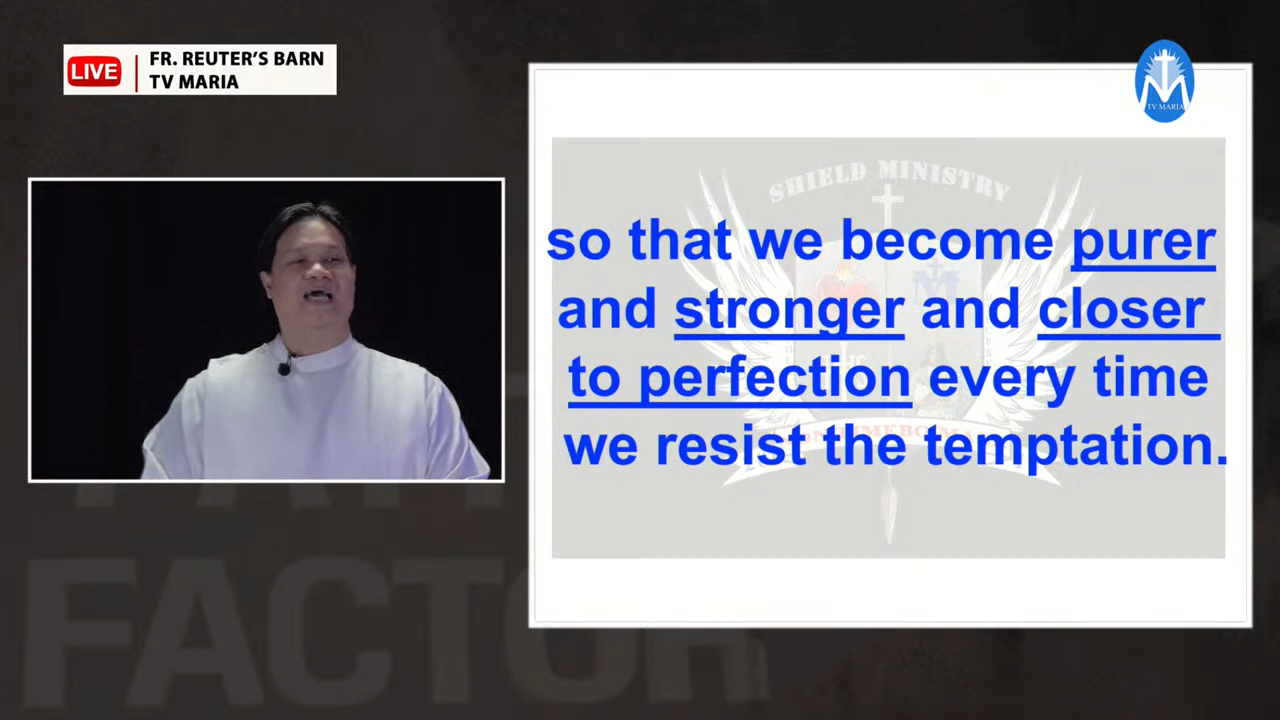 LIVE
FR. REUTER'S BARN
TV MARIA
TV MARIA
SHIELD MINISTRY
so that we become purer
and stronger and closer
to perfection every time
we resist the temptation.
FACTOR